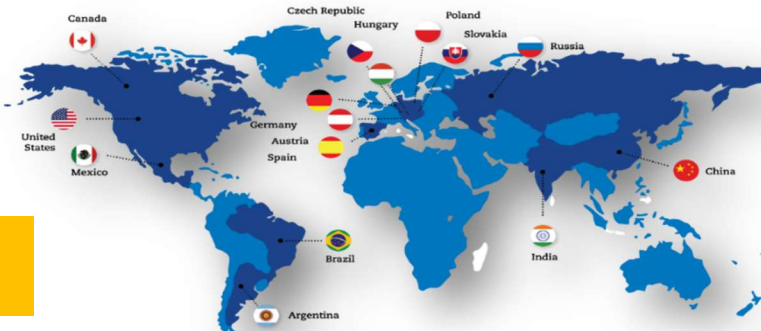 Czech Republic
Poland
Canada
Hungary
Slovakia
Russia
Germany
United
States
Austria
Mexico
Spain
China
Brazil
India
Argentina